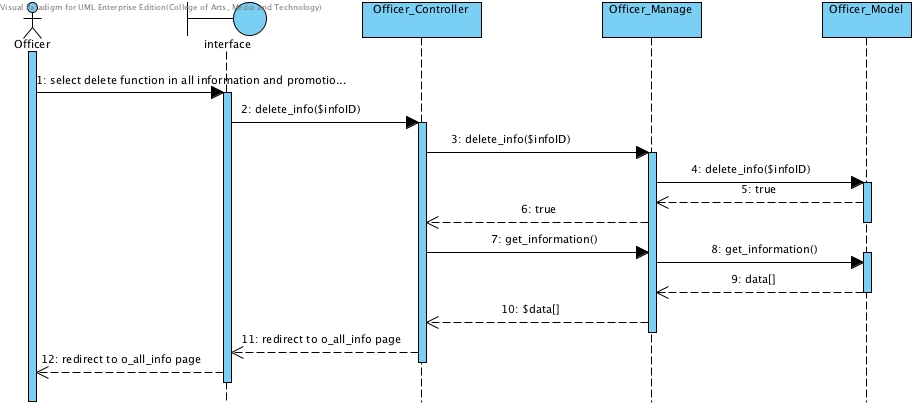 Visual Paradigm for UML Enterprise Edition(College of Arts, Media and Technology)
Officer_Controller
Officer_Manage
Officer_Model
Officer
interface
1: select delete function in all information and promotio...
2: delete_info($infoID)
3: delete_info($infoID)
4: delete_info($infoID)
5: true
6: true
7: get_information()
8: get_information()
9: data[]
10: $data[]
11: redirect to o_all_info page
12: redirect to o_all_info page